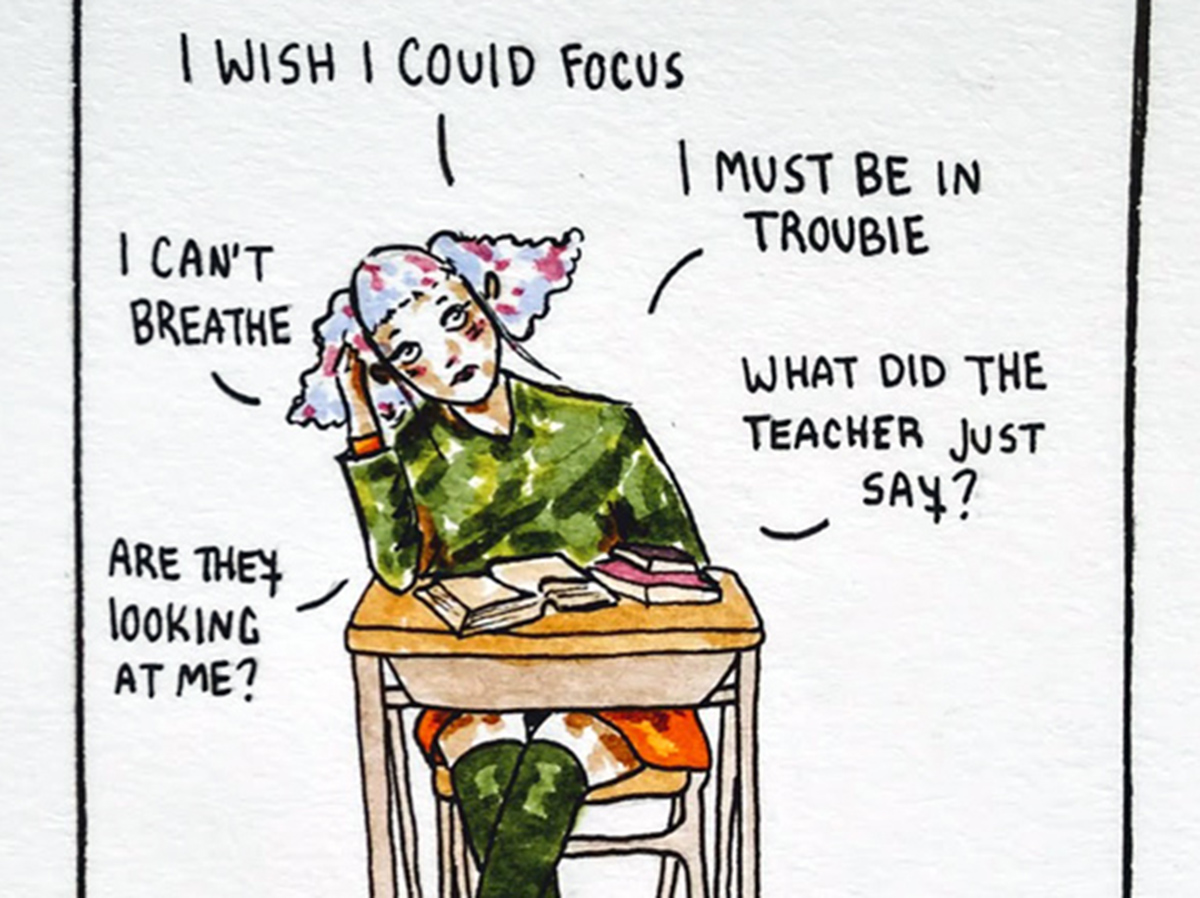 I WISH I COULD FOCUS
I MUST BE IN
TROUBLE
I CAN'T
BREATHE
WHAT DID THE
TEACHER JUST
SAY?
ARE THEY
LOOKING
AT ME?